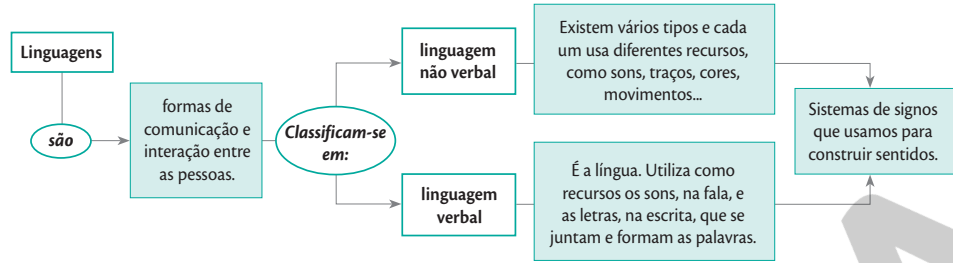 Linguagens
são
formas de
comunicação e
interação entre
as pessoas.
Classificam-se
em:
linguagem
não verbal
Existem vários tipos e cada
um usa diferentes recursos,
como sons, traços, cores,
movimentos...
linguagem
verbal
É a língua. Utiliza como
recursos os sons, na fala, e
as letras, na escrita, que se
juntam e formam as palavras.
Sistemas de signos
que usamos para
construir sentidos.